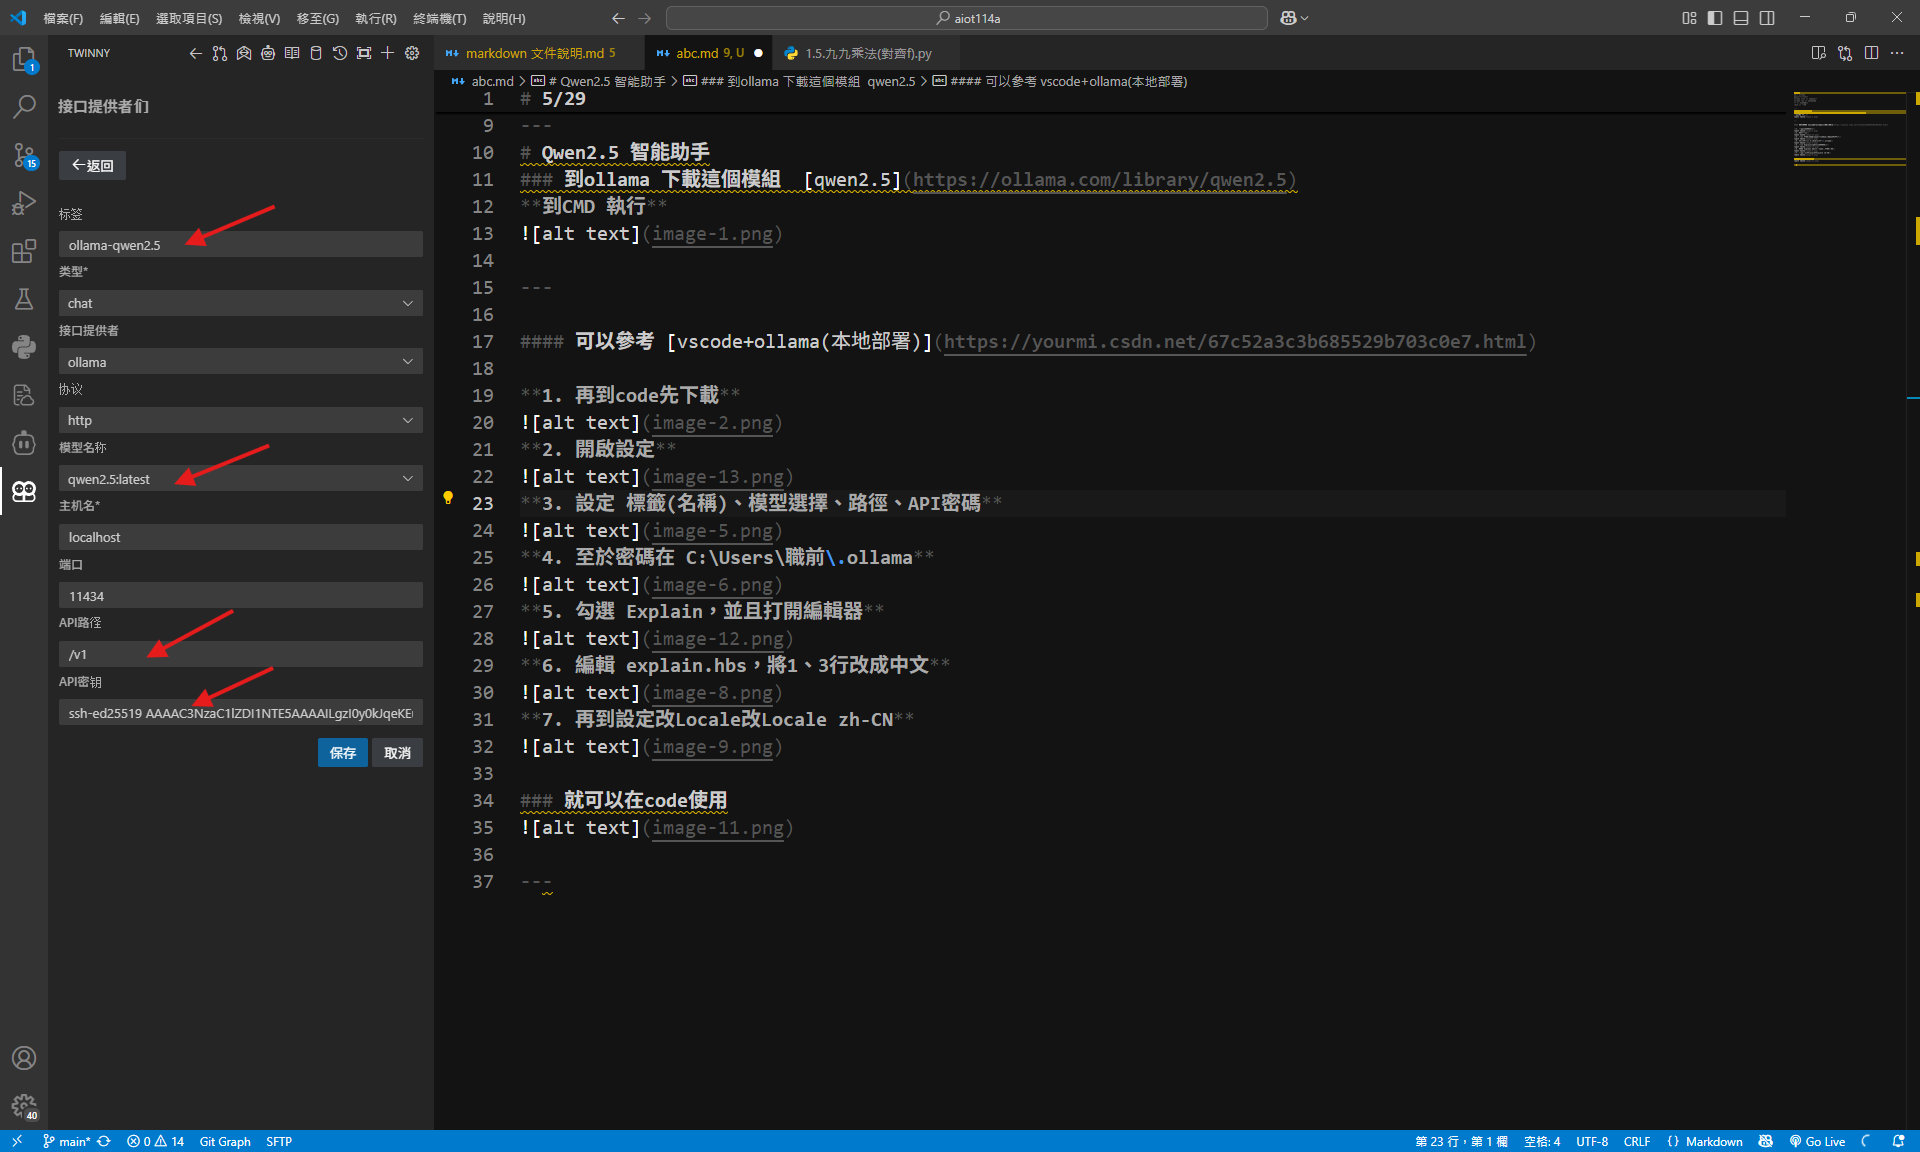 檔案(F) 編輯(E) 選取項目(S) 檢視(V) 移至(G) 執行(R) 終端機(T) 說明(H) aiot114a
TWINNY
接口提供者们
返回
标签
ollama-qwen2.5
类型*
chat
接口提供者
ollama
协议
http
模型名称
qwen2.5:latest
主机名*
localhost
端口
11434
API路径
/v1
API密钥
ssh-ed25519 AAAAC3NzaC1lZDI1NTE5AAAAILgzI0y0kJqeKE
保存 取消
1
15
40
markdown 文件說明.md 5 abc.md 9, U 1.5.九九乘法(對齊f).py
abc.md > # Qwen2.5 智能助手 > ### 到ollama 下載這個模組 qwen2.5 > #### 可以參考 vscode+ollama(本地部署)
1 # 5/29
9 ---
10 # Qwen2.5 智能助手
11 ### 到ollama 下載這個模組 [qwen2.5](https://ollama.com/library/qwen2.5)
12 **到CMD 執行**
13 ![alt text](image-1.png)
14
15 ---
16
17 #### 可以參考 [vscode+ollama(本地部署)](https://yourmi.csdn.net/67c52a3c3b685529b703c0e7.html)
18
19 **1. 再到code先下載**
20 ![alt text](image-2.png)
21 **2. 開啟設定**
22 ![alt text](image-13.png)
23 **3. 設定 標籤(名稱)、模型選擇、路徑、API密碼**
24 ![alt text](image-5.png)
25 **4. 至於密碼在 C:\Users\職前\.ollama**
26 ![alt text](image-6.png)
27 **5. 勾選 Explain，並且打開編輯器**
28 ![alt text](image-12.png)
29 **6. 編輯 explain.hbs，將1、3行改成中文**
30 ![alt text](image-8.png)
31 **7. 再到設定改Locale改Locale zh-CN**
32 ![alt text](image-9.png)
33
34 ### 就可以在code使用
35 ![alt text](image-11.png)
36
37 ---
main* 0 14 Git Graph SFTP 第 23 行，第 1 欄 空格: 4 UTF-8 CRLF {} Markdown Go Live